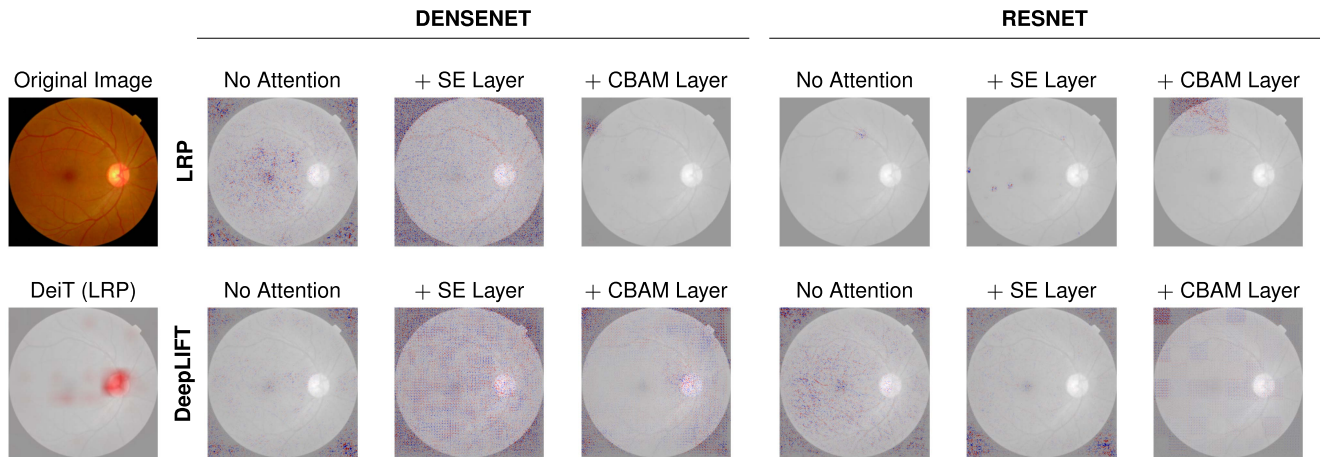 DENSENET
RESNET
Original Image
No Attention
+ SE Layer
+ CBAM Layer
No Attention
+ SE Layer
+ CBAM Layer
LRP
DeiT (LRP)
No Attention
+ SE Layer
+ CBAM Layer
No Attention
+ SE Layer
+ CBAM Layer
DeepLIFT